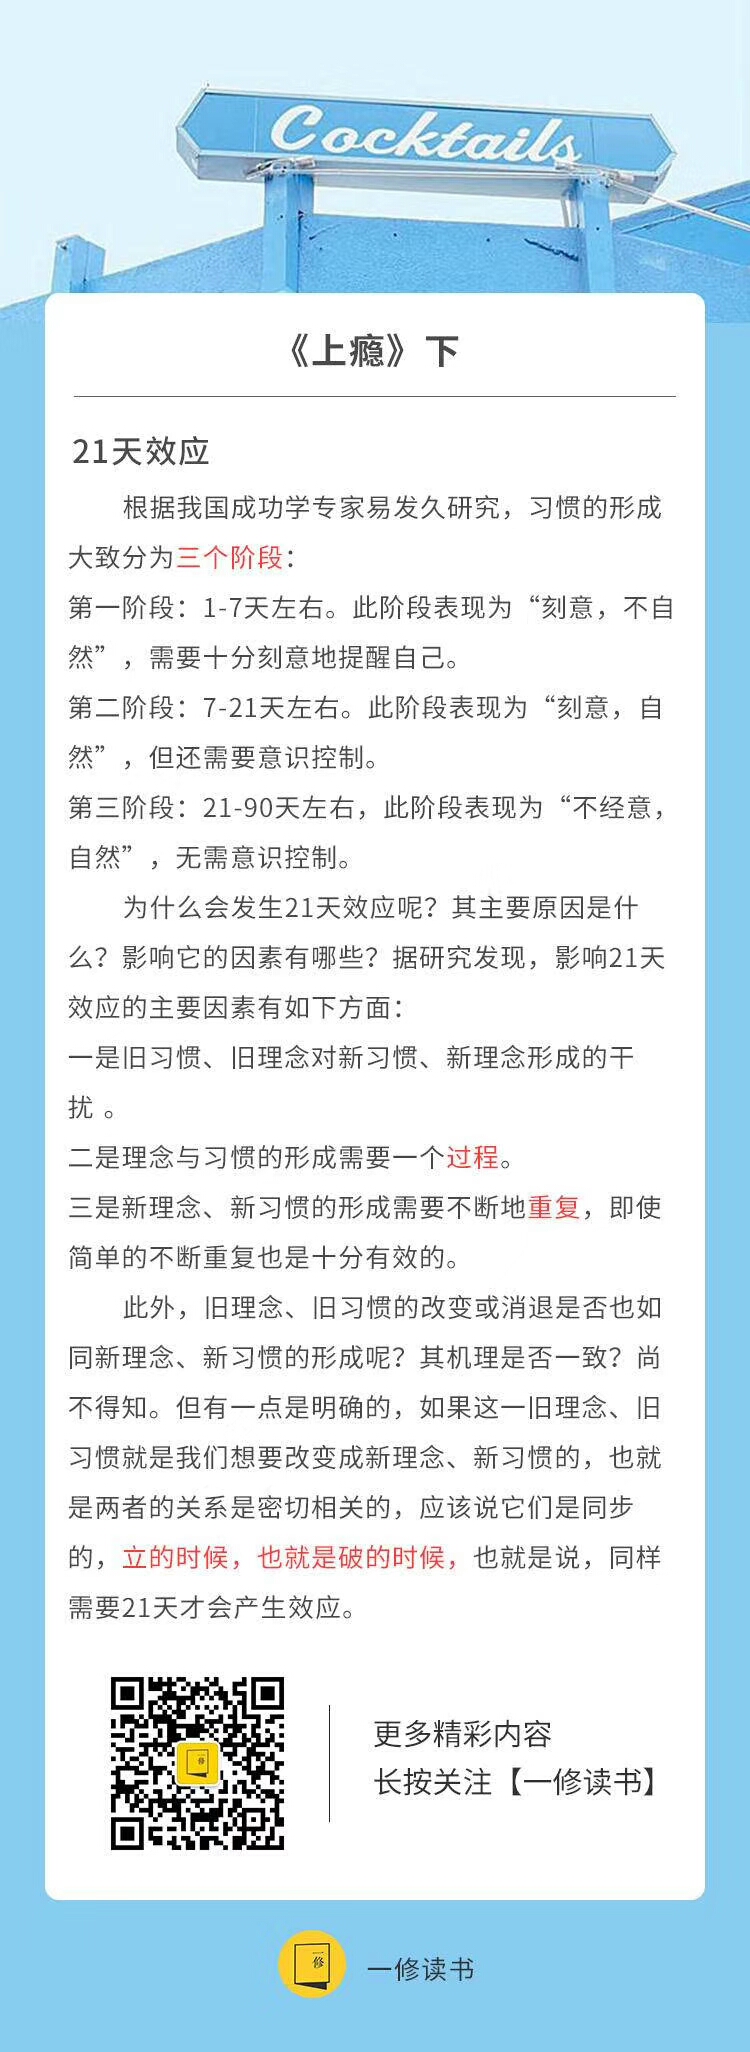 Cocktails
《上瘾》下
21天效应
根据我国成功学专家易发久研究，习惯的形成
大致分为三个阶段：
第一阶段：1-7天左右。此阶段表现为“刻意，不自
然”，需要十分刻意地提醒自己。
第二阶段：7-21天左右。此阶段表现为“刻意，自
然”，但还需要意识控制。
第三阶段：21-90天左右，此阶段表现为“不经意，
自然”，无需意识控制。
为什么会发生21天效应呢？其主要原因是什
么？影响它的因素有哪些？据研究发现，影响21天
效应的主要因素有如下方面：
一是旧习惯、旧理念对新习惯、新理念形成的干
扰 。
二是理念与习惯的形成需要一个过程。
三是新理念、新习惯的形成需要不断地重复，即使
简单的不断重复也是十分有效的。
此外，旧理念、旧习惯的改变或消退是否也如
同新理念、新习惯的形成呢？其机理是否一致？尚
不得知。但有一点是明确的，如果这一旧理念、旧
习惯就是我们想要改变成新理念、新习惯的，也就
是两者的关系是密切相关的，应该说它们是同步
的，立的时候，也就是破的时候，也就是说，同样
需要21天才会产生效应。
一修
更多精彩内容
长按关注【一修读书】
一修
一修读书